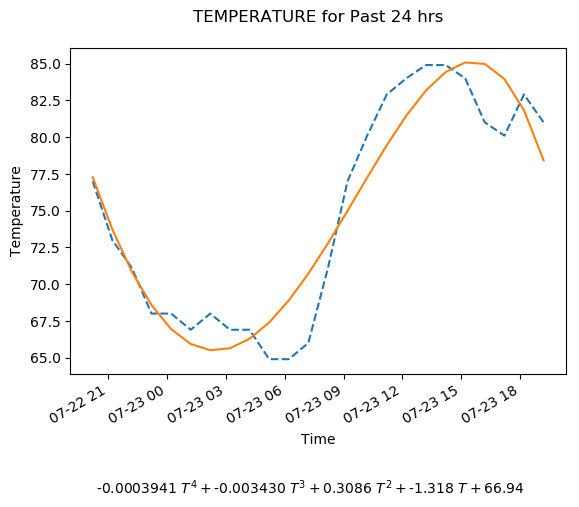 TEMPERATURE for Past 24 hrs
85.0
82.5
80.0
77.5
75.0
72.5
70.0
67.5
65.0
Temperature
07-22 21 07-23 00 07-23 03 07-23 06 07-23 09 07-23 12 07-23 15 07-23 18
Time
-0.0003941 T⁴ + -0.003430 T³ + 0.3086 T² + -1.318 T + 66.94